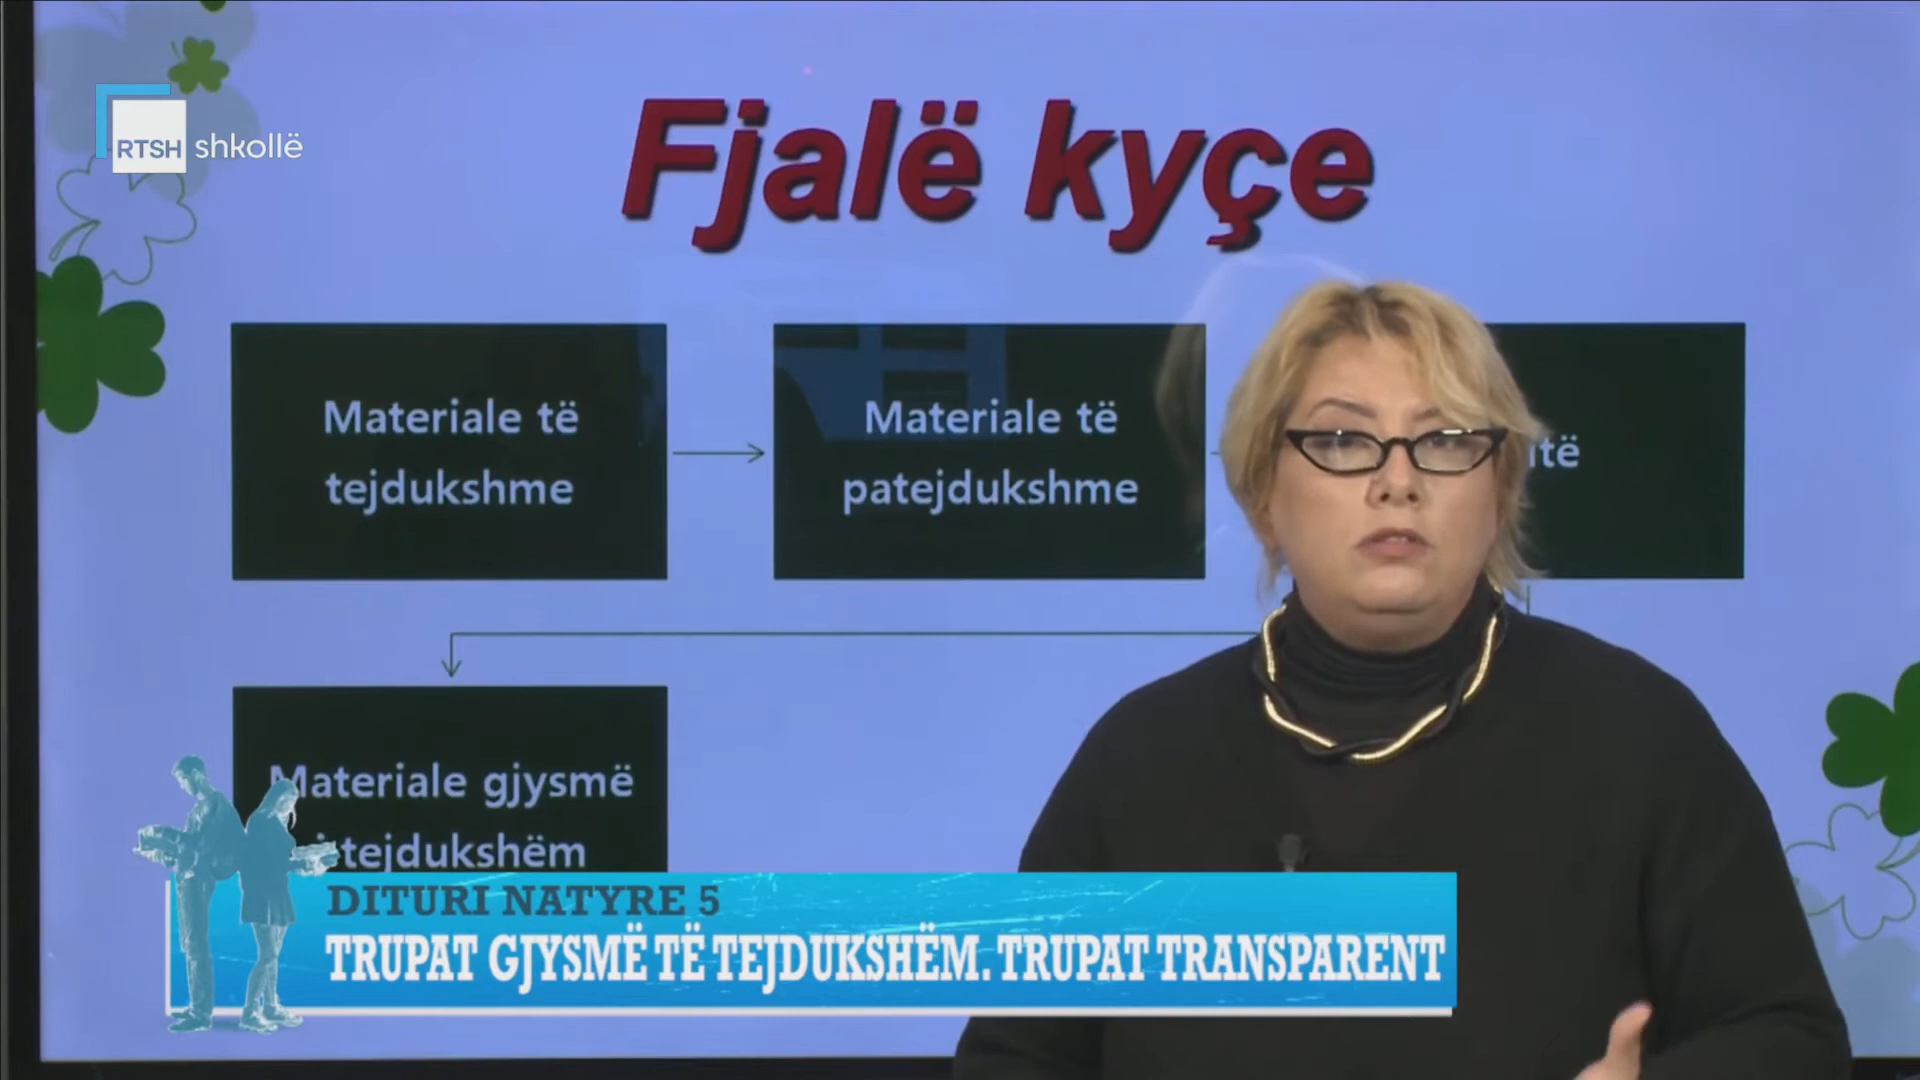 RTSH shkollë
Fjalë kyçe
Materiale të
tejdukshme
Materiale të
patejdukshme
Materiale gjysmë
tejdukshëm
DITURI NATYRE 5
TRUPAT GJYSMË TË TEJDUKSHËM. TRUPAT TRANSPARENT